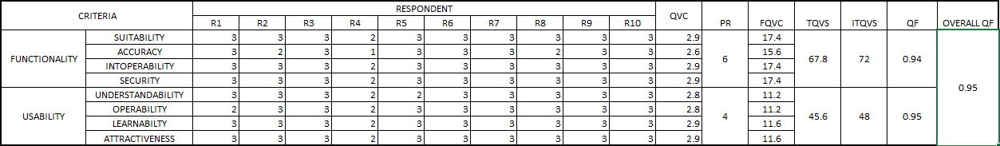 CRITERIA RESPONDENT QVC PR FQVC TQVS ITQVS QF OVERALL QF
R1 R2 R3 R4 R5 R6 R7 R8 R9 R10
FUNCTIONALITY SUITABILITY 3 3 3 2 3 3 3 3 3 3 2.9 6 17.4 67.8 72 0.94 0.95
ACCURACY 3 2 3 1 3 3 3 2 3 3 2.6 15.6
INTOPERABILITY 3 3 3 2 3 3 3 3 3 3 2.9 17.4
SECURITY 3 3 3 2 3 3 3 3 3 3 2.9 17.4
USABILITY UNDERSTANDABILITY 3 3 3 2 2 3 3 3 3 3 2.8 4 11.2 45.6 48 0.95
OPERABILITY 2 3 3 2 3 3 3 3 3 3 2.8 11.2
LEARNABILTY 3 3 3 2 3 3 3 3 3 3 2.9 11.6
ATTRACTIVENESS 3 3 3 2 3 3 3 3 3 3 2.9 11.6